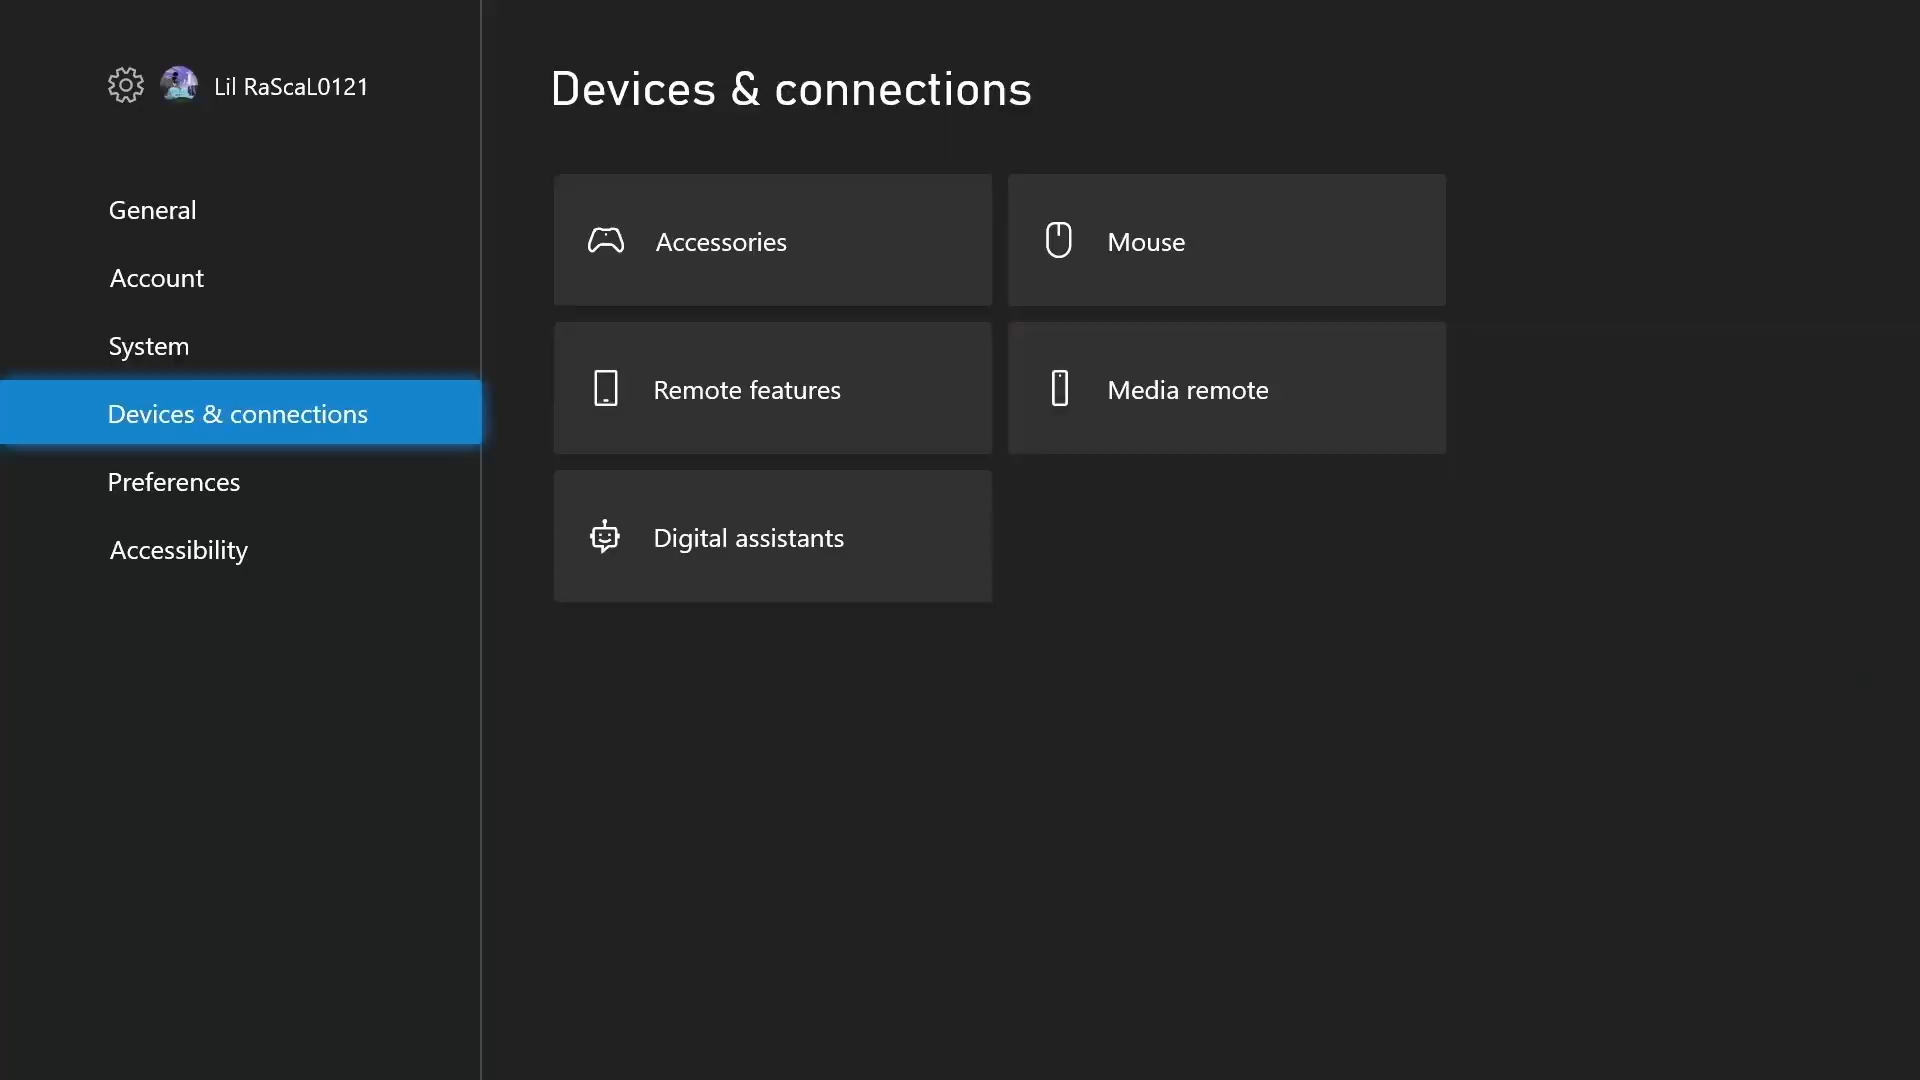 Lil RaScaL0121
General
Account
System
Devices & connections
Preferences
Accessibility
Devices & connections
Accessories
Mouse
Remote features
Media remote
Digital assistants